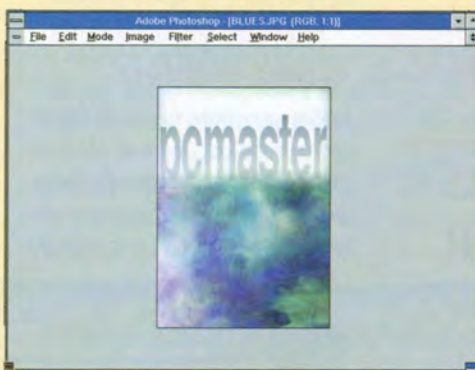 Adobe Photoshop - [BLUES.JPG (RGB, 1:1)]
File Edit Mode Image Filter Select Window Help
pcmaster